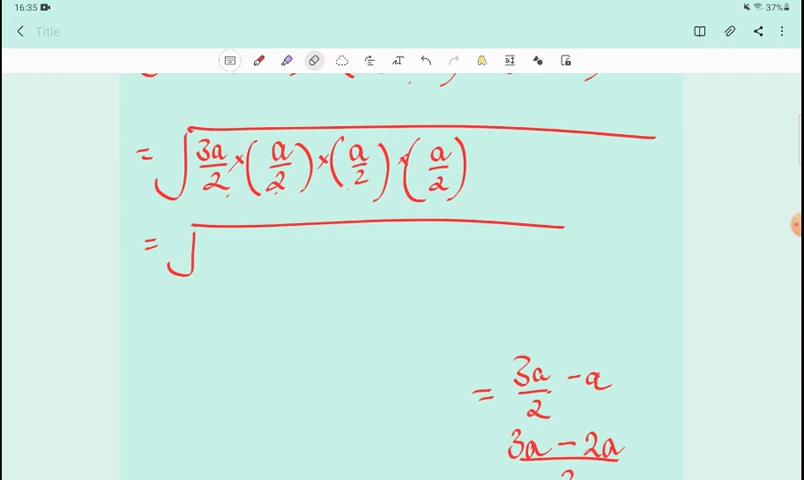 16:35
37%
Title
= √(3a/2 × (a/2) × (a/2) × (a/2))
= √
= 3a/2 - a
3a - 2a